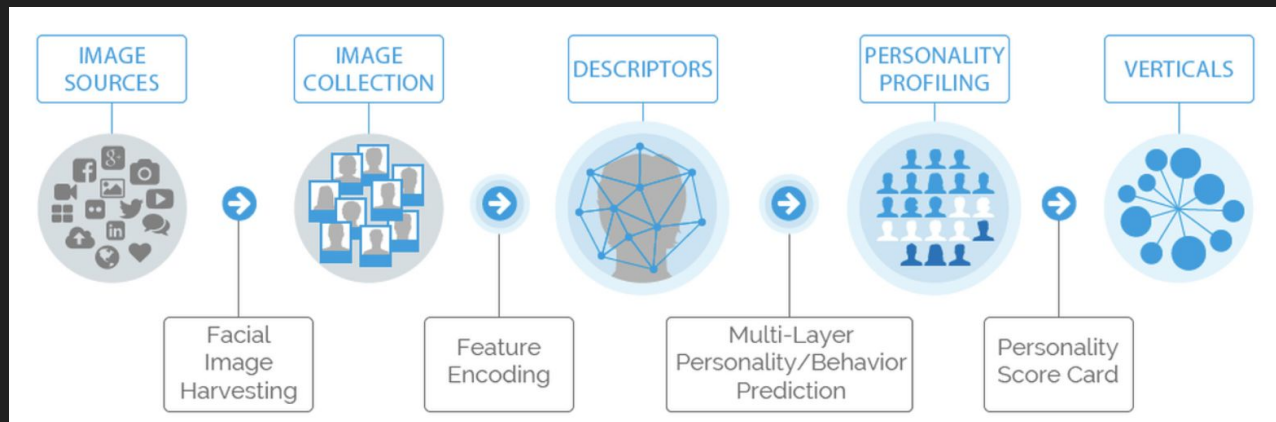 IMAGE
SOURCES
IMAGE
COLLECTION
DESCRIPTORS
PERSONALITY
PROFILING
VERTICALS
g+
f
in
Facial
Image
Harvesting
Feature
Encoding
Multi-Layer
Personality/Behavior
Prediction
Personality
Score Card